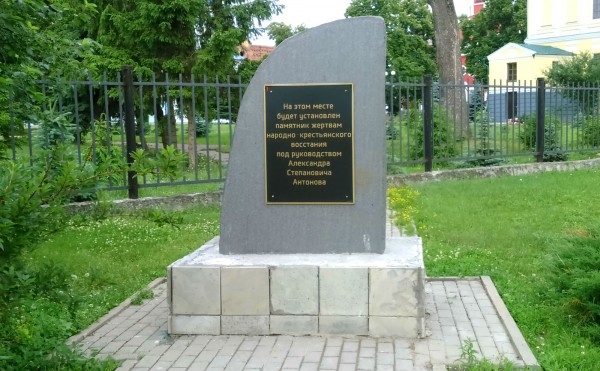 На этом месте
будет установлен
памятник жертвам
народно крестьянского
восстания
под руководством
Александра
Степановича
Антонова